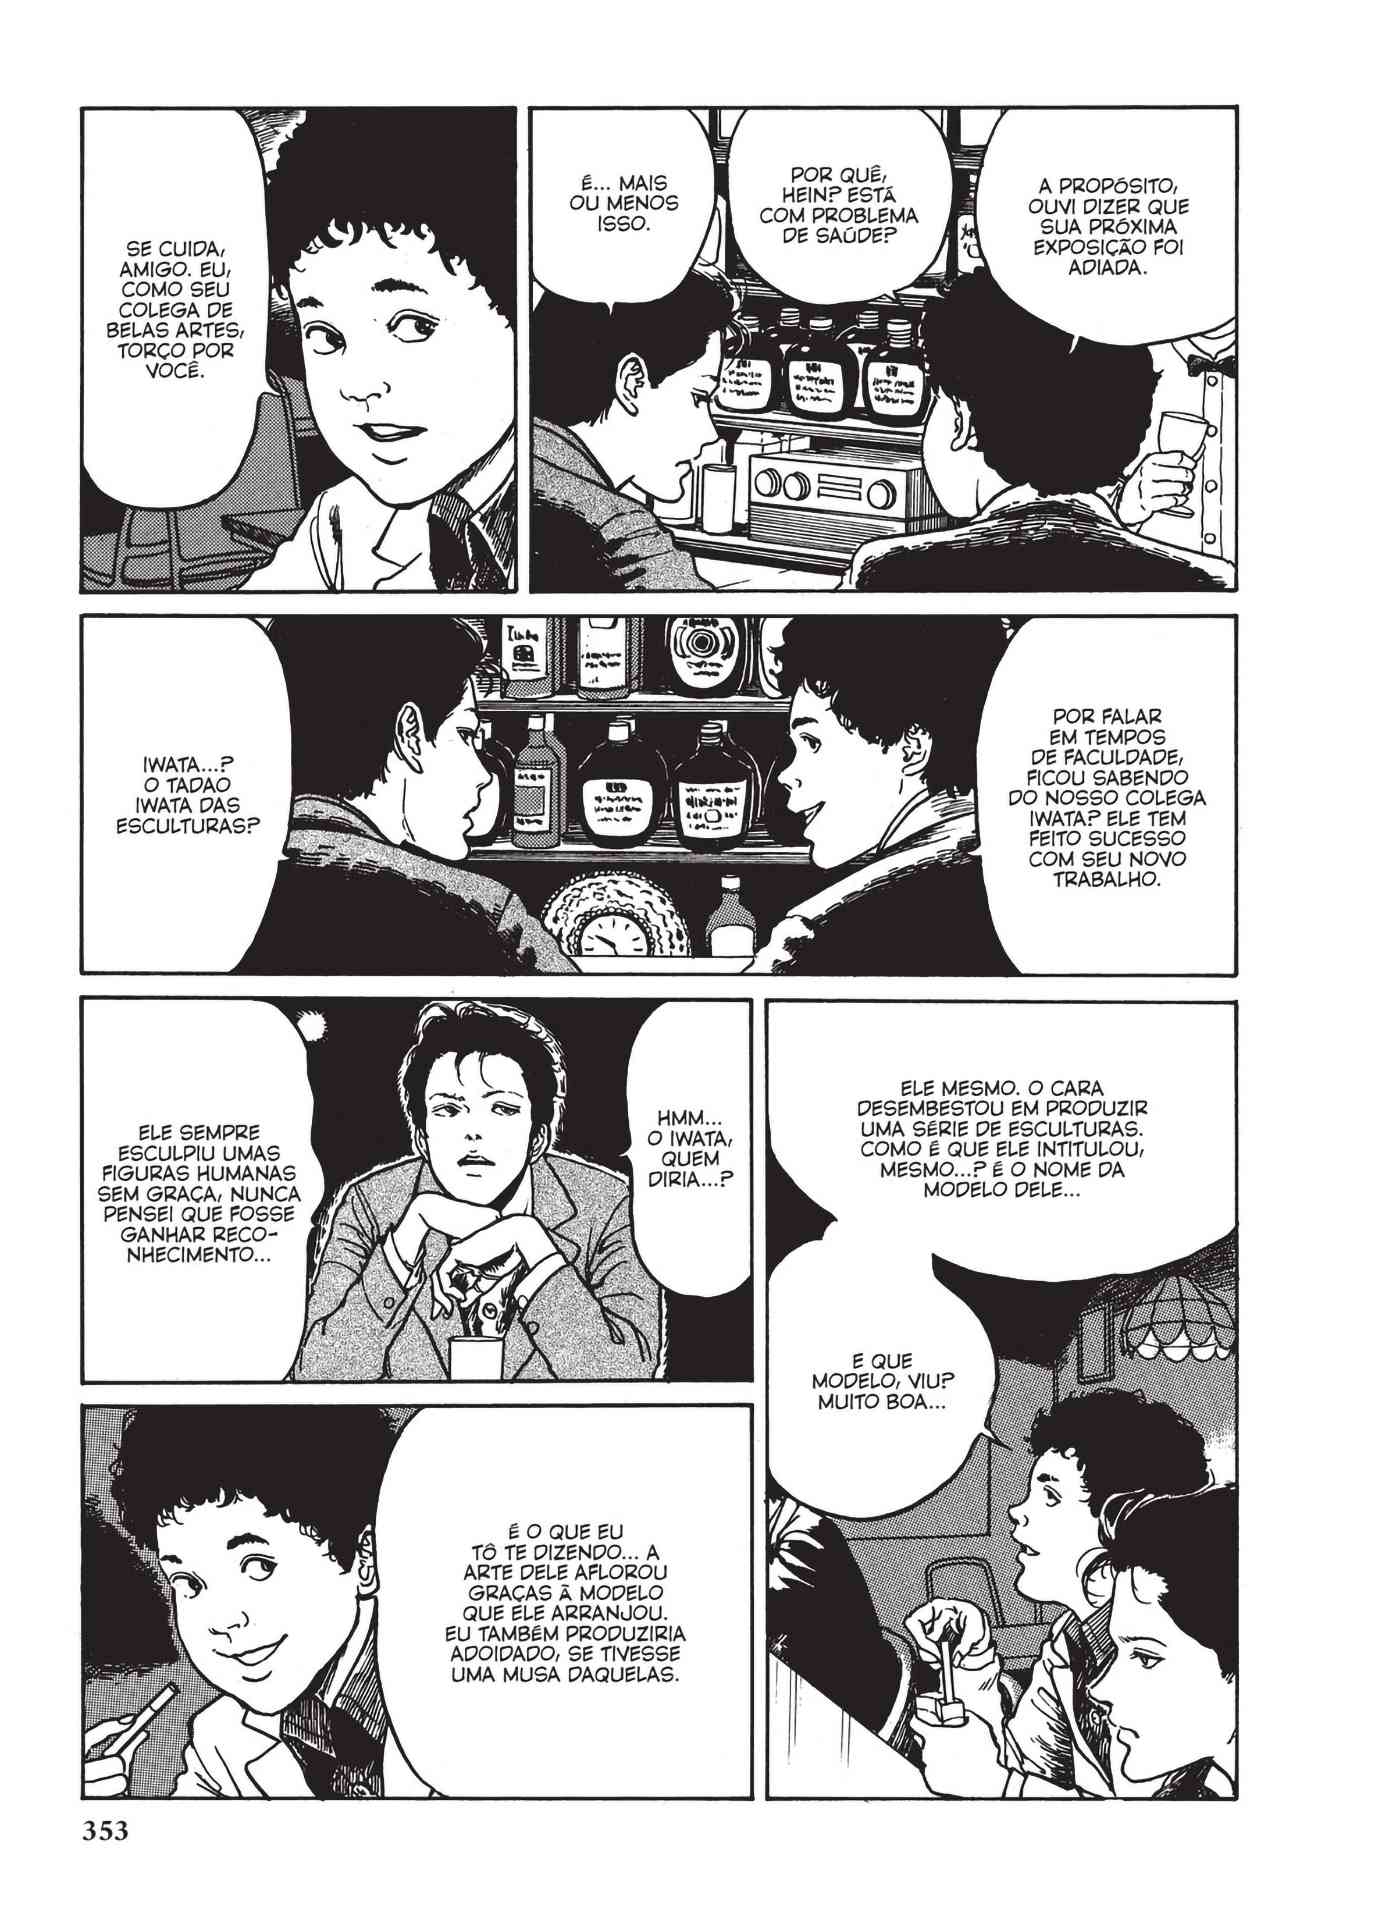 A PROPÓSITO,
OUVI DIZER QUE
SUA PRÓXIMA
EXPOSIÇÃO FOI
ADIADA.
POR QUÊ,
HEIN? ESTÁ
COM PROBLEMA
DE SAÚDE?
É... MAIS
OU MENOS
ISSO.
SE CUIDA,
AMIGO. EU,
COMO SEU
COLEGA DE
BELAS ARTES,
TORÇO POR
VOCÊ.
POR FALAR
EM TEMPOS
DE FACULDADE,
FICOU SABENDO
DO NOSSO COLEGA
IWATA? ELE TEM
FEITO SUCESSO
COM SEU NOVO
TRABALHO.
IWATA...?
O TADAO
IWATA DAS
ESCULTURAS?
ELE MESMO. O CARA
DESEMBESTOU EM PRODUZIR
UMA SÉRIE DE ESCULTURAS.
COMO É QUE ELE INTITULOU,
MESMO...? É O NOME DA
MODELO DELE...
E QUE
MODELO, VIU?
MUITO BOA...
HMM...
O IWATA,
QUEM
DIRIA...?
ELE SEMPRE
ESCULPIU UMAS
FIGURAS HUMANAS
SEM GRAÇA, NUNCA
PENSEI QUE FOSSE
GANHAR RECO-
NHECIMENTO...
É O QUE EU
TÔ TE DIZENDO... A
ARTE DELE AFLOROU
GRAÇAS Ã MODELO
QUE ELE ARRANJOU.
EU TAMBÉM PRODUZIRIA
ADOIDADO, SE TIVESSE
UMA MUSA DAQUELAS.
353